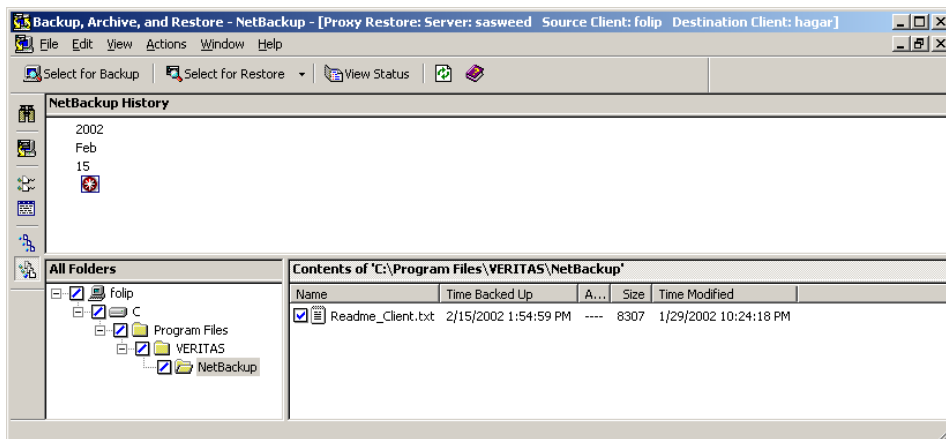 Backup, Archive, and Restore - NetBackup - [Proxy Restore: Server: sasweed Source Client: folip Destination Client: hagar]
File Edit View Actions Window Help
Select for Backup Select for Restore View Status
NetBackup History
2002
Feb
15
All Folders
Contents of 'C:\Program Files\VERITAS\NetBackup'
folip
C
Program Files
VERITAS
NetBackup
Name Time Backed Up A... Size Time Modified
Readme_Client.txt 2/15/2002 1:54:59 PM ---- 8307 1/29/2002 10:24:18 PM